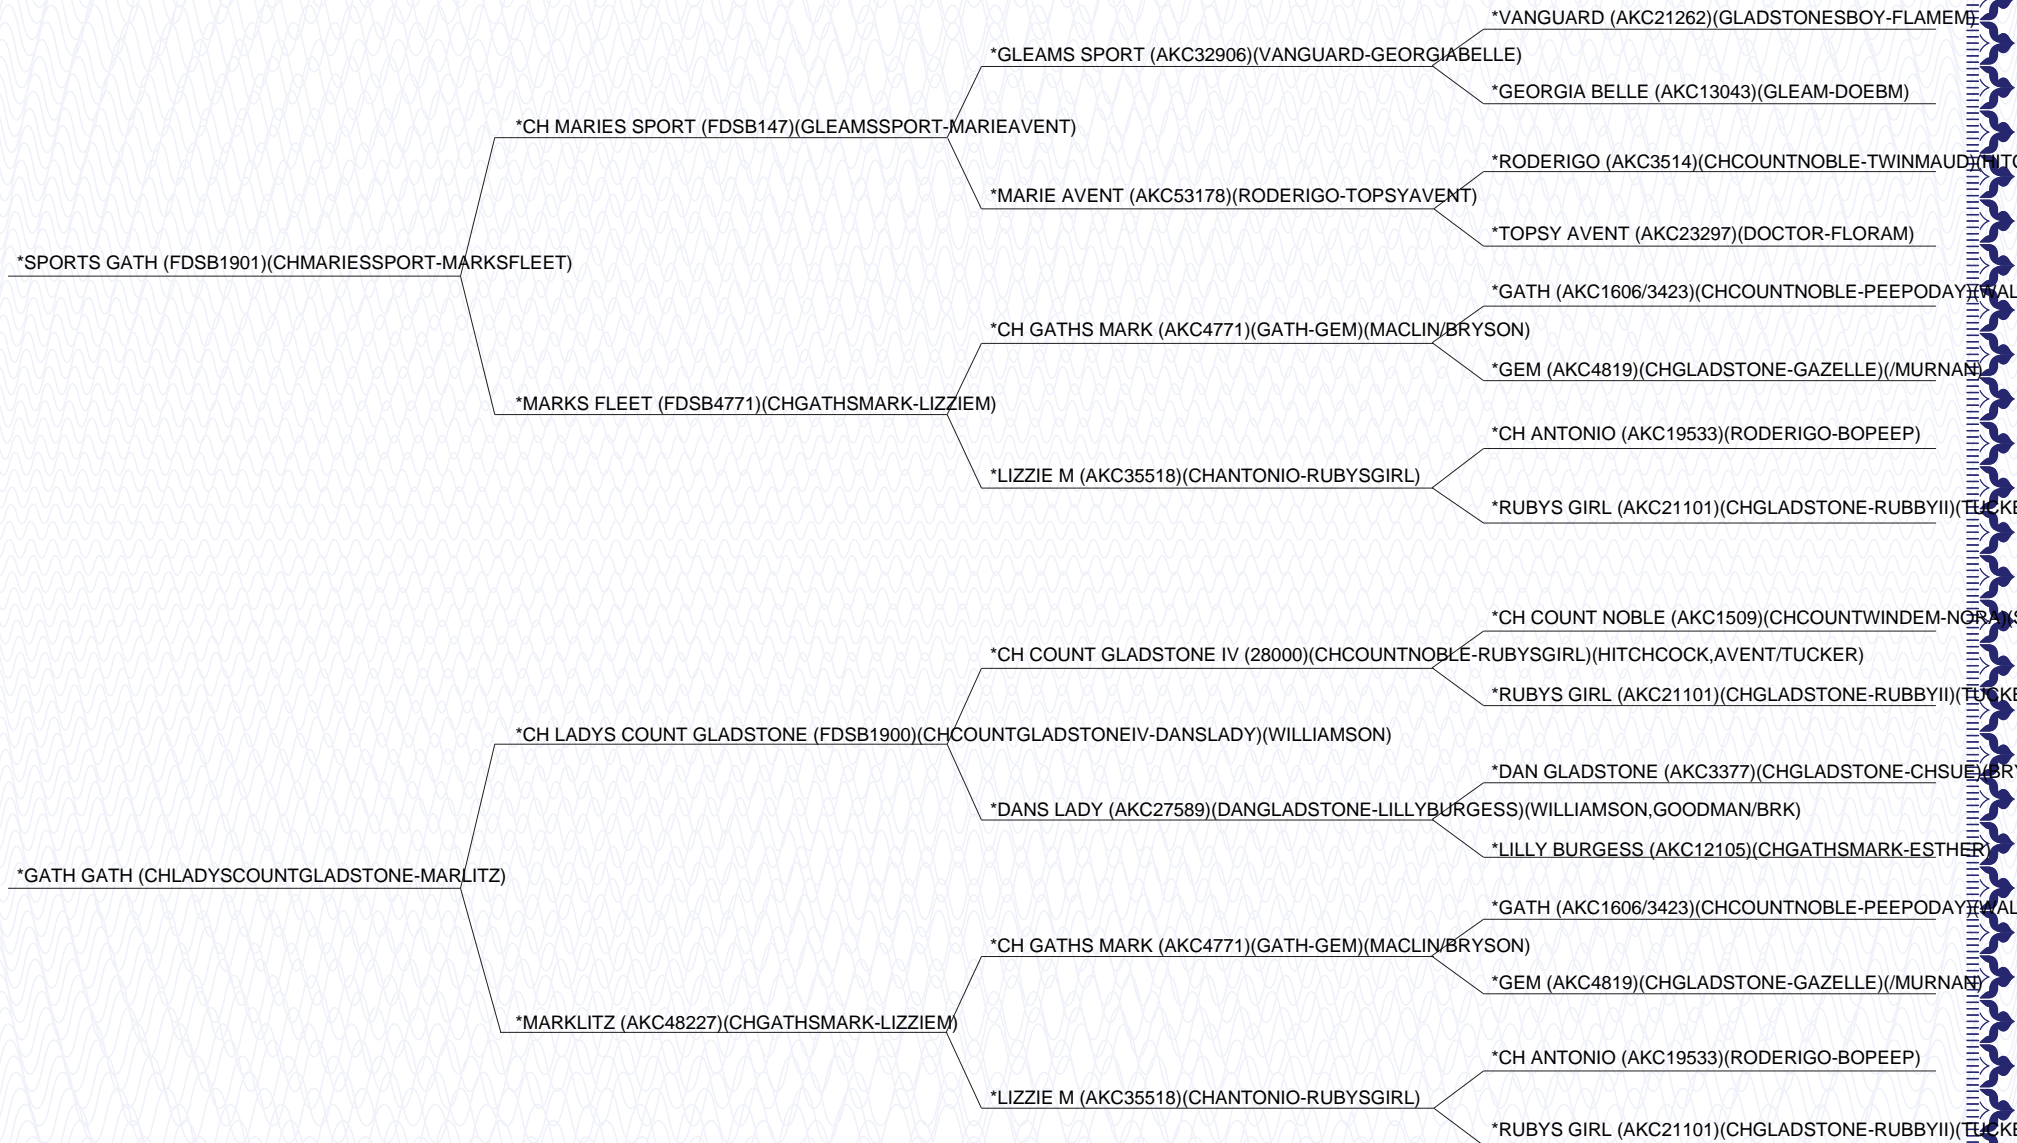 *VANGUARD (AKC21262)(GLADSTONESBOY-FLAMEM)
*GLEAMS SPORT (AKC32906)(VANGUARD-GEORGIABELLE)
*GEORGIA BELLE (AKC13043)(GLEAM-DOEBM)
*CH MARIES SPORT (FDSB147)(GLEAMSSPORT-MARIEAVENT)
*RODERIGO (AKC3514)(CHCOUNTNOBLE-TWINMAUD)(HITC
*MARIE AVENT (AKC53178)(RODERIGO-TOPSYAVENT)
*TOPSY AVENT (AKC23297)(DOCTOR-FLORAM)
*SPORTS GATH (FDSB1901)(CHMARIESSPORT-MARKSFLEET)
*GATH (AKC1606/3423)(CHCOUNTNOBLE-PEEPODAY)(WAL
*CH GATHS MARK (AKC4771)(GATH-GEM)(MACLIN/BRYSON)
*GEM (AKC4819)(CHGLADSTONE-GAZELLE)(/MURNAN)
*MARKS FLEET (FDSB4771)(CHGATHSMARK-LIZZIEM)
*CH ANTONIO (AKC19533)(RODERIGO-BOPEEP)
*LIZZIE M (AKC35518)(CHANTONIO-RUBYSGIRL)
*RUBYS GIRL (AKC21101)(CHGLADSTONE-RUBBYII)(TUCKE
*CH COUNT NOBLE (AKC1509)(CHCOUNTWINDEM-NORA)(S
*CH COUNT GLADSTONE IV (28000)(CHCOUNTNOBLE-RUBYSGIRL)(HITCHCOCK,AVENT/TUCKER)
*RUBYS GIRL (AKC21101)(CHGLADSTONE-RUBBYII)(TUCKE
*CH LADYS COUNT GLADSTONE (FDSB1900)(CHCOUNTGLADSTONEIV-DANSLADY)(WILLIAMSON)
*DAN GLADSTONE (AKC3377)(CHGLADSTONE-CHSUE)(BRY
*DANS LADY (AKC27589)(DANGLADSTONE-LILLYBURGESS)(WILLIAMSON,GOODMAN/BRK)
*LILLY BURGESS (AKC12105)(CHGATHSMARK-ESTHER)
*GATH GATH (CHLADYSCOUNTGLADSTONE-MARLITZ)
*GATH (AKC1606/3423)(CHCOUNTNOBLE-PEEPODAY)(WAL
*CH GATHS MARK (AKC4771)(GATH-GEM)(MACLIN/BRYSON)
*GEM (AKC4819)(CHGLADSTONE-GAZELLE)(/MURNAN)
*MARKLITZ (AKC48227)(CHGATHSMARK-LIZZIEM)
*CH ANTONIO (AKC19533)(RODERIGO-BOPEEP)
*LIZZIE M (AKC35518)(CHANTONIO-RUBYSGIRL)
*RUBYS GIRL (AKC21101)(CHGLADSTONE-RUBBYII)(TUCKE